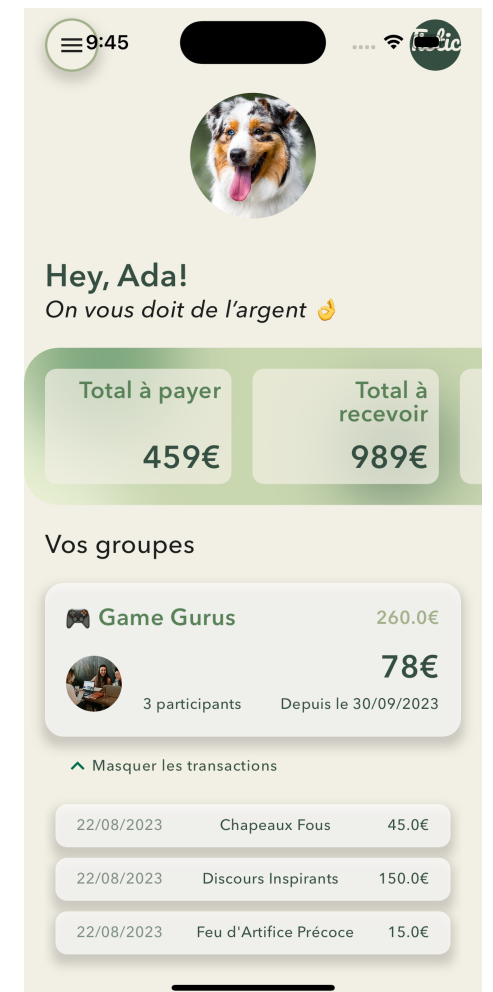 9:45
Hey, Ada!
On vous doit de l’argent 👌
Total à payer
459€
Total à
recevoir
989€
Vos groupes
🎮 Game Gurus 260.0€
78€
3 participants Depuis le 30/09/2023
Masquer les transactions
22/08/2023 Chapeaux Fous 45.0€
22/08/2023 Discours Inspirants 150.0€
22/08/2023 Feu d'Artifice Précoce 15.0€